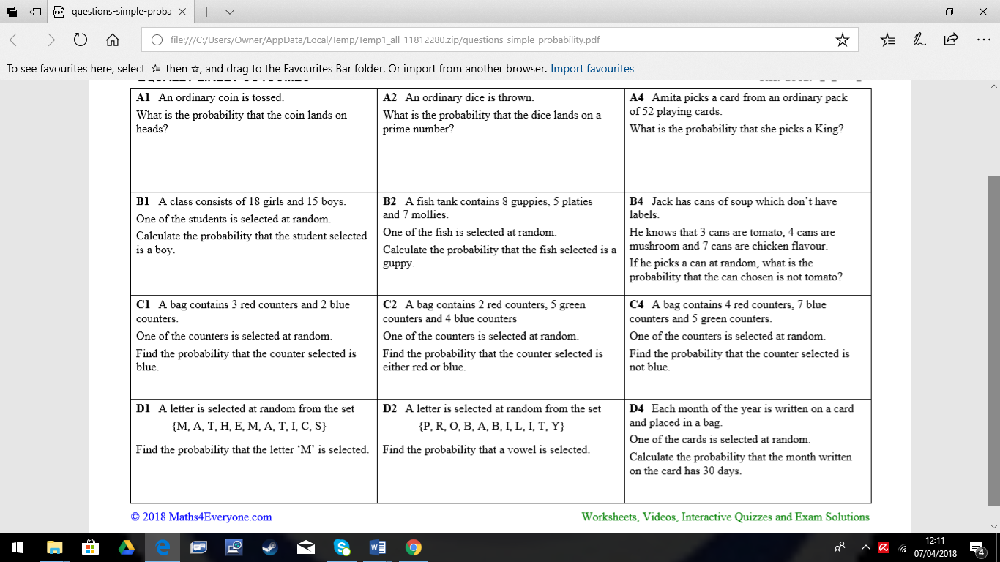 questions-simple-proba
file:///C:/Users/Owner/AppData/Local/Temp/Temp1_all-11812280.zip/questions-simple-probability.pdf
To see favourites here, select then ☆, and drag to the Favourites Bar folder. Or import from another browser. Import favourites
A1 An ordinary coin is tossed.
What is the probability that the coin lands on
heads?
A2 An ordinary dice is thrown.
What is the probability that the dice lands on a
prime number?
A4 Amita picks a card from an ordinary pack
of 52 playing cards.
What is the probability that she picks a King?
B1 A class consists of 18 girls and 15 boys.
One of the students is selected at random.
Calculate the probability that the student selected
is a boy.
B2 A fish tank contains 8 guppies, 5 platies
and 7 mollies.
One of the fish is selected at random.
Calculate the probability that the fish selected is a
guppy.
B4 Jack has cans of soup which don't have
labels.
He knows that 3 cans are tomato, 4 cans are
mushroom and 7 cans are chicken flavour.
If he picks a can at random, what is the
probability that the can chosen is not tomato?
C1 A bag contains 3 red counters and 2 blue
counters.
One of the counters is selected at random.
Find the probability that the counter selected is
blue.
C2 A bag contains 2 red counters, 5 green
counters and 4 blue counters
One of the counters is selected at random.
Find the probability that the counter selected is
either red or blue.
C4 A bag contains 4 red counters, 7 blue
counters and 5 green counters.
One of the counters is selected at random.
Find the probability that the counter selected is
not blue.
D1 A letter is selected at random from the set
{M, A, T, H, E, M, A, T, I, C, S}
Find the probability that the letter 'M' is selected.
D2 A letter is selected at random from the set
{P, R, O, B, A, B, I, L, I, T, Y}
Find the probability that a vowel is selected.
D4 Each month of the year is written on a card
and placed in a bag.
One of the cards is selected at random.
Calculate the probability that the month written
on the card has 30 days.
© 2018 Maths4Everyone.com
Worksheets, Videos, Interactive Quizzes and Exam Solutions
12:11
07/04/2018
4